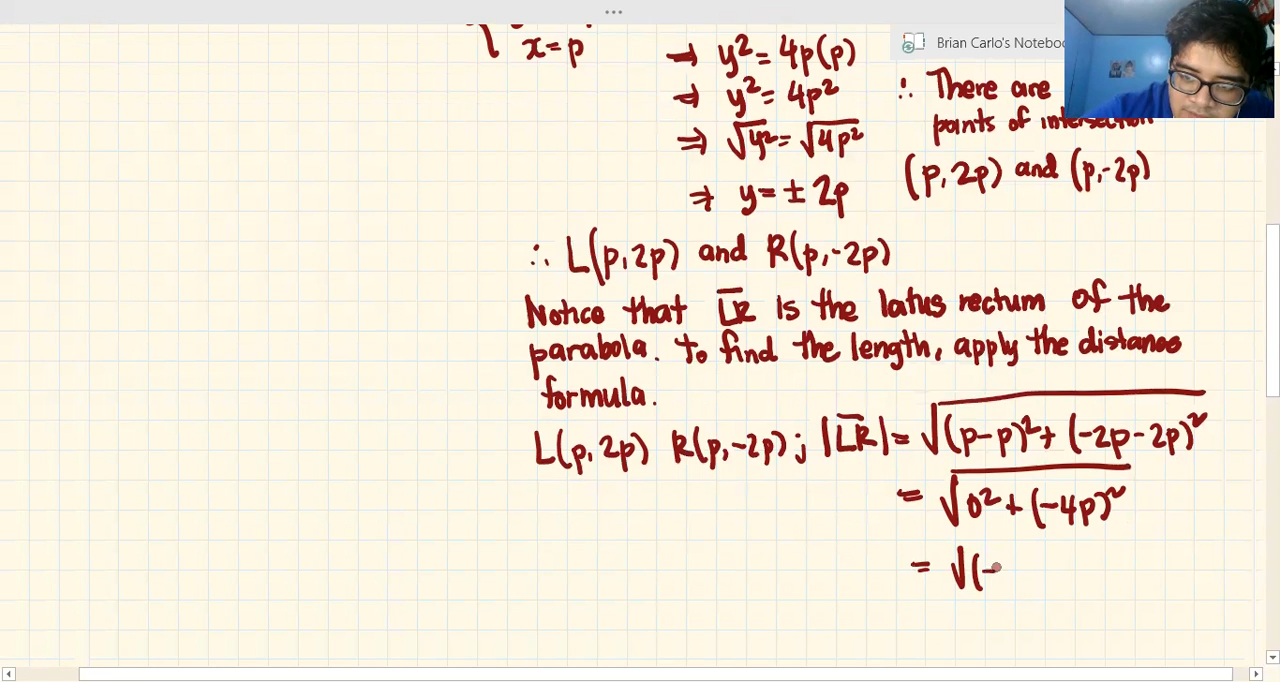 x=p
⇒ y²= 4p(p)
⇒ y²= 4p²
⇒ √y²= √4p²
⇒ y= ± 2p
Brian Carlo's Notebo
∴ There are
points of intersection
(p, 2p) and (p,-2p)
∴ L(p, 2p) and R(p, -2p)
Notice that L̅R̅ is the latus rectum of the
parabola. to find the length, apply the distance
formula.
L(p, 2p) R(p, -2p); |L̅R̅|= √(p-p)²+ (-2p-2p)²
= √0²+ (-4p)²
= √(-